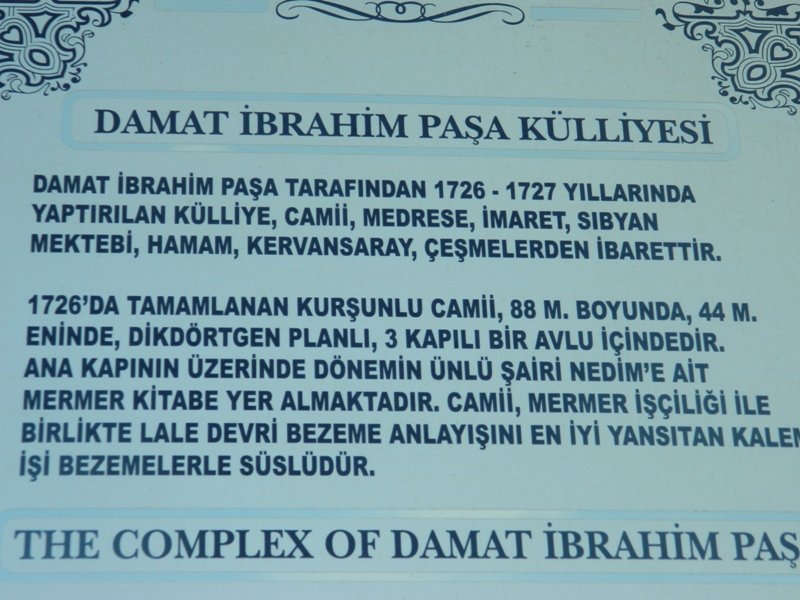 DAMAT İBRAHİM PAŞA KÜLLİYESİ
DAMAT İBRAHİM PAŞA TARAFINDAN 1726 - 1727 YILLARINDA
YAPTIRILAN KÜLLİYE, CAMİİ, MEDRESE, İMARET, SIBYAN
MEKTEBİ, HAMAM, KERVANSARAY, ÇEŞMELERDEN İBARETTİR.
1726'DA TAMAMLANAN KURŞUNLU CAMİİ, 88 M. BOYUNDA, 44 M.
ENİNDE, DİKDÖRTGEN PLANLI, 3 KAPILI BİR AVLU İÇİNDEDİR.
ANA KAPININ ÜZERİNDE DÖNEMİN ÜNLÜ ŞAİRİ NEDİM'E AİT
MERMER KİTABE YER ALMAKTADIR. CAMİİ, MERMER İŞÇİLİĞİ İLE
BİRLİKTE LALE DEVRİ BEZEME ANLAYIŞINI EN İYİ YANSITAN KALEM
İŞİ BEZEMELERLE SÜSLÜDÜR.
THE COMPLEX OF DAMAT İBRAHİM PAŞ